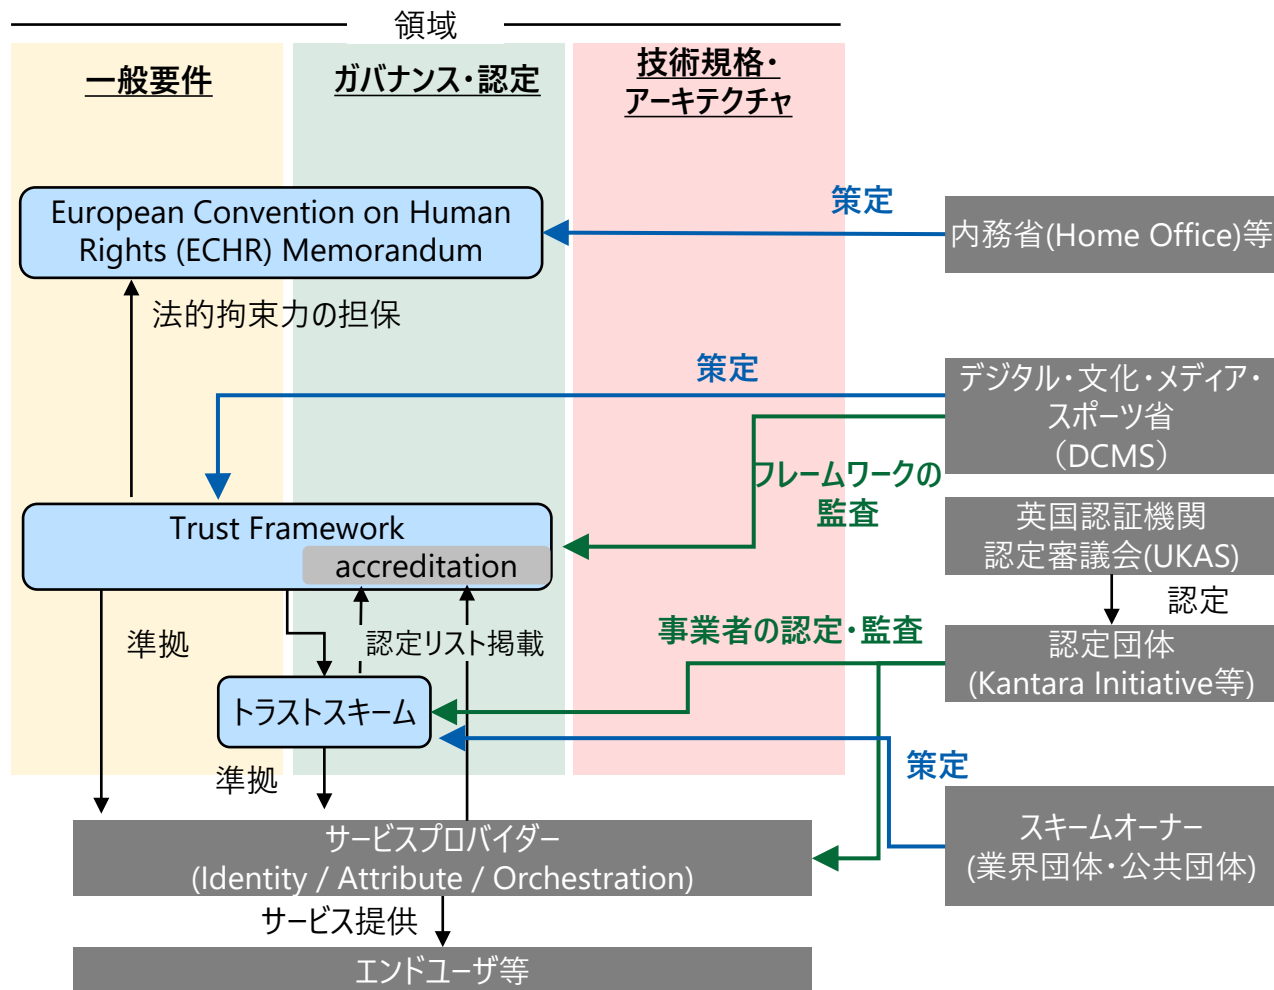 領域
一般要件
ガバナンス・認定
技術規格・
アーキテクチャ
European Convention on Human
Rights (ECHR) Memorandum
策定
内務省(Home Office)等
法的拘束力の担保
策定
デジタル・文化・メディア・
スポーツ省
（DCMS）
フレームワークの
監査
Trust Framework
accreditation
英国認証機関
認定審議会(UKAS)
認定
準拠
認定リスト掲載
事業者の認定・監査
認定団体
(Kantara Initiative等)
トラストスキーム
準拠
策定
スキームオーナー
(業界団体・公共団体)
サービスプロバイダー
(Identity / Attribute / Orchestration)
サービス提供
エンドユーザ等